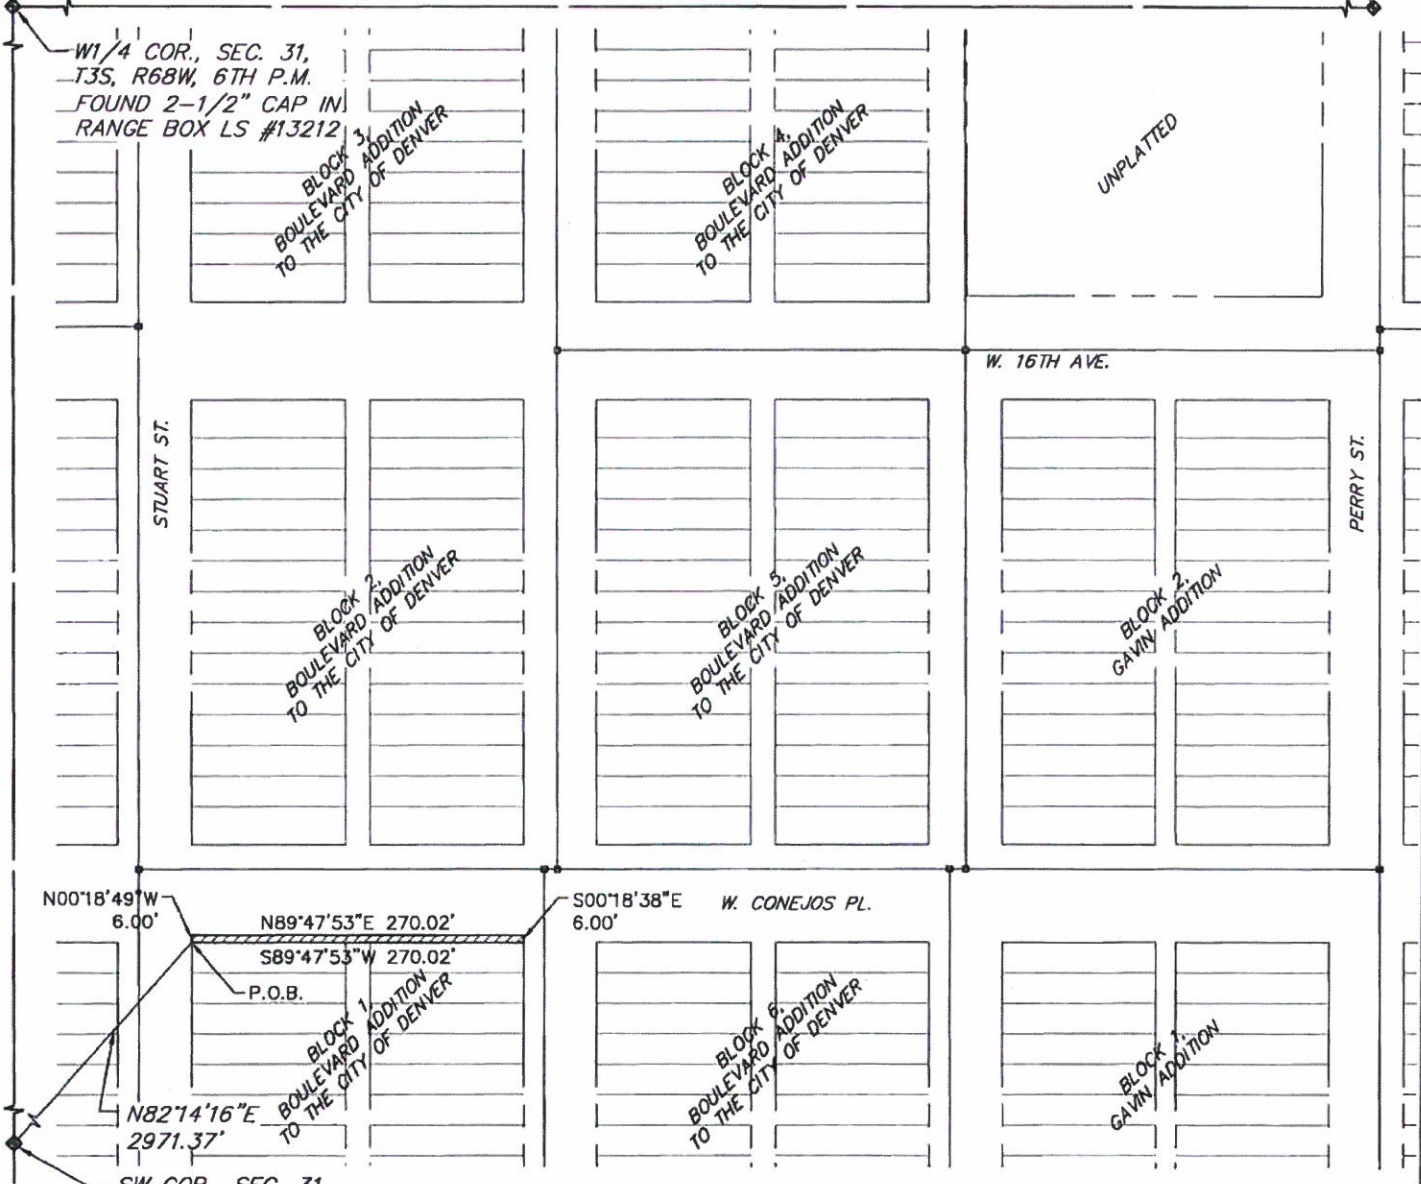 W1/4 COR., SEC. 31,
T3S, R68W, 6TH P.M.
FOUND 2-1/2" CAP IN
RANGE BOX LS #13212
BLOCK 3,
BOULEVARD ADDITION
TO THE CITY OF DENVER
BLOCK 4,
BOULEVARD ADDITION
TO THE CITY OF DENVER
UNPLATTED
W. 16TH AVE.
STUART ST.
PERRY ST.
BLOCK 2,
BOULEVARD ADDITION
TO THE CITY OF DENVER
BLOCK 5,
BOULEVARD ADDITION
TO THE CITY OF DENVER
BLOCK 2,
GAVIN ADDITION
N00°18'49"W
6.00'
N89°47'53"E 270.02'
S89°47'53"W 270.02'
S00°18'38"E
6.00'
W. CONEJOS PL.
P.O.B.
BLOCK 1,
BOULEVARD ADDITION
TO THE CITY OF DENVER
BLOCK 6,
BOULEVARD ADDITION
TO THE CITY OF DENVER
BLOCK 1,
GAVIN ADDITION
N82°14'16"E
2971.37'
SW COR., SEC. 31